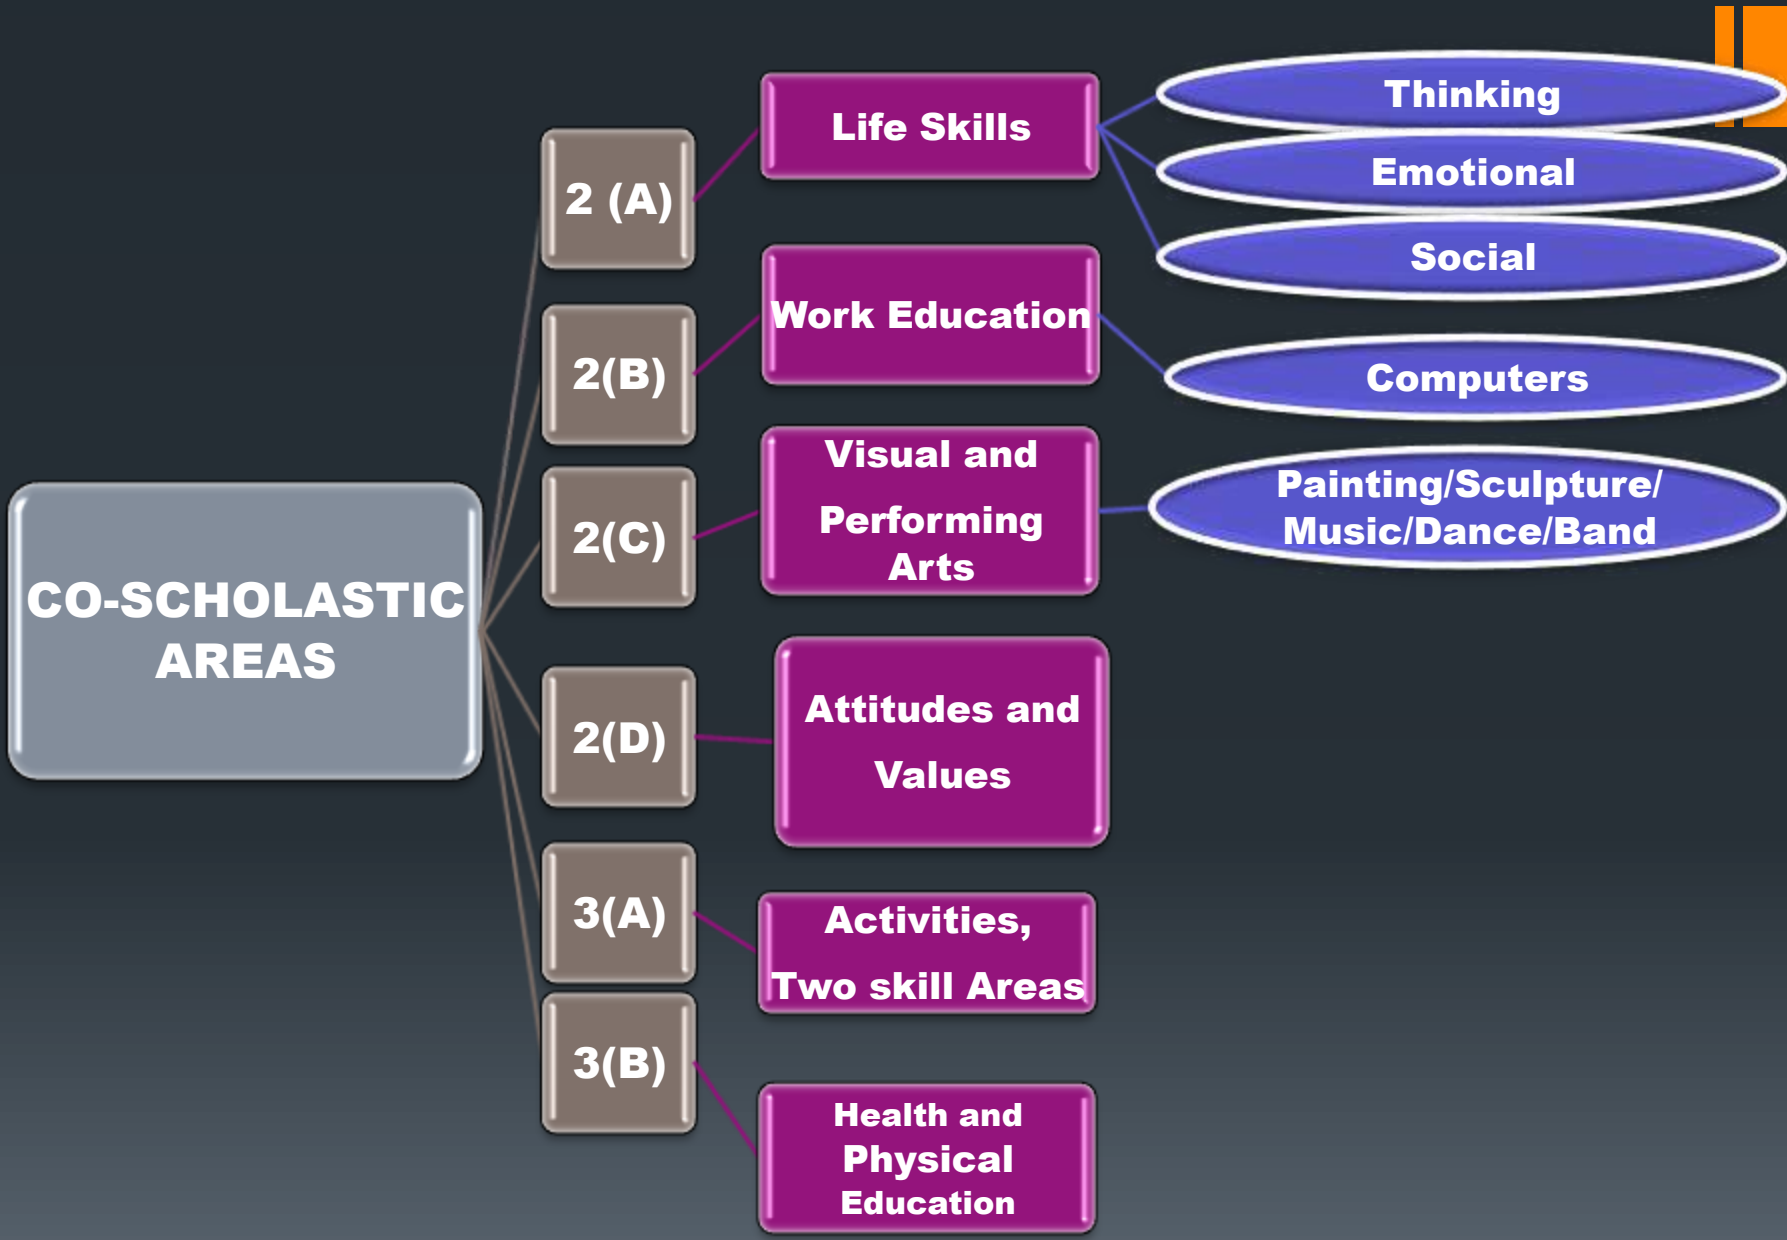 CO-SCHOLASTIC
AREAS
2 (A)
Life Skills
Thinking
Emotional
Social
2(B)
Work Education
Computers
2(C)
Visual and
Performing
Arts
Painting/Sculpture/
Music/Dance/Band
2(D)
Attitudes and
Values
3(A)
Activities,
Two skill Areas
3(B)
Health and
Physical
Education